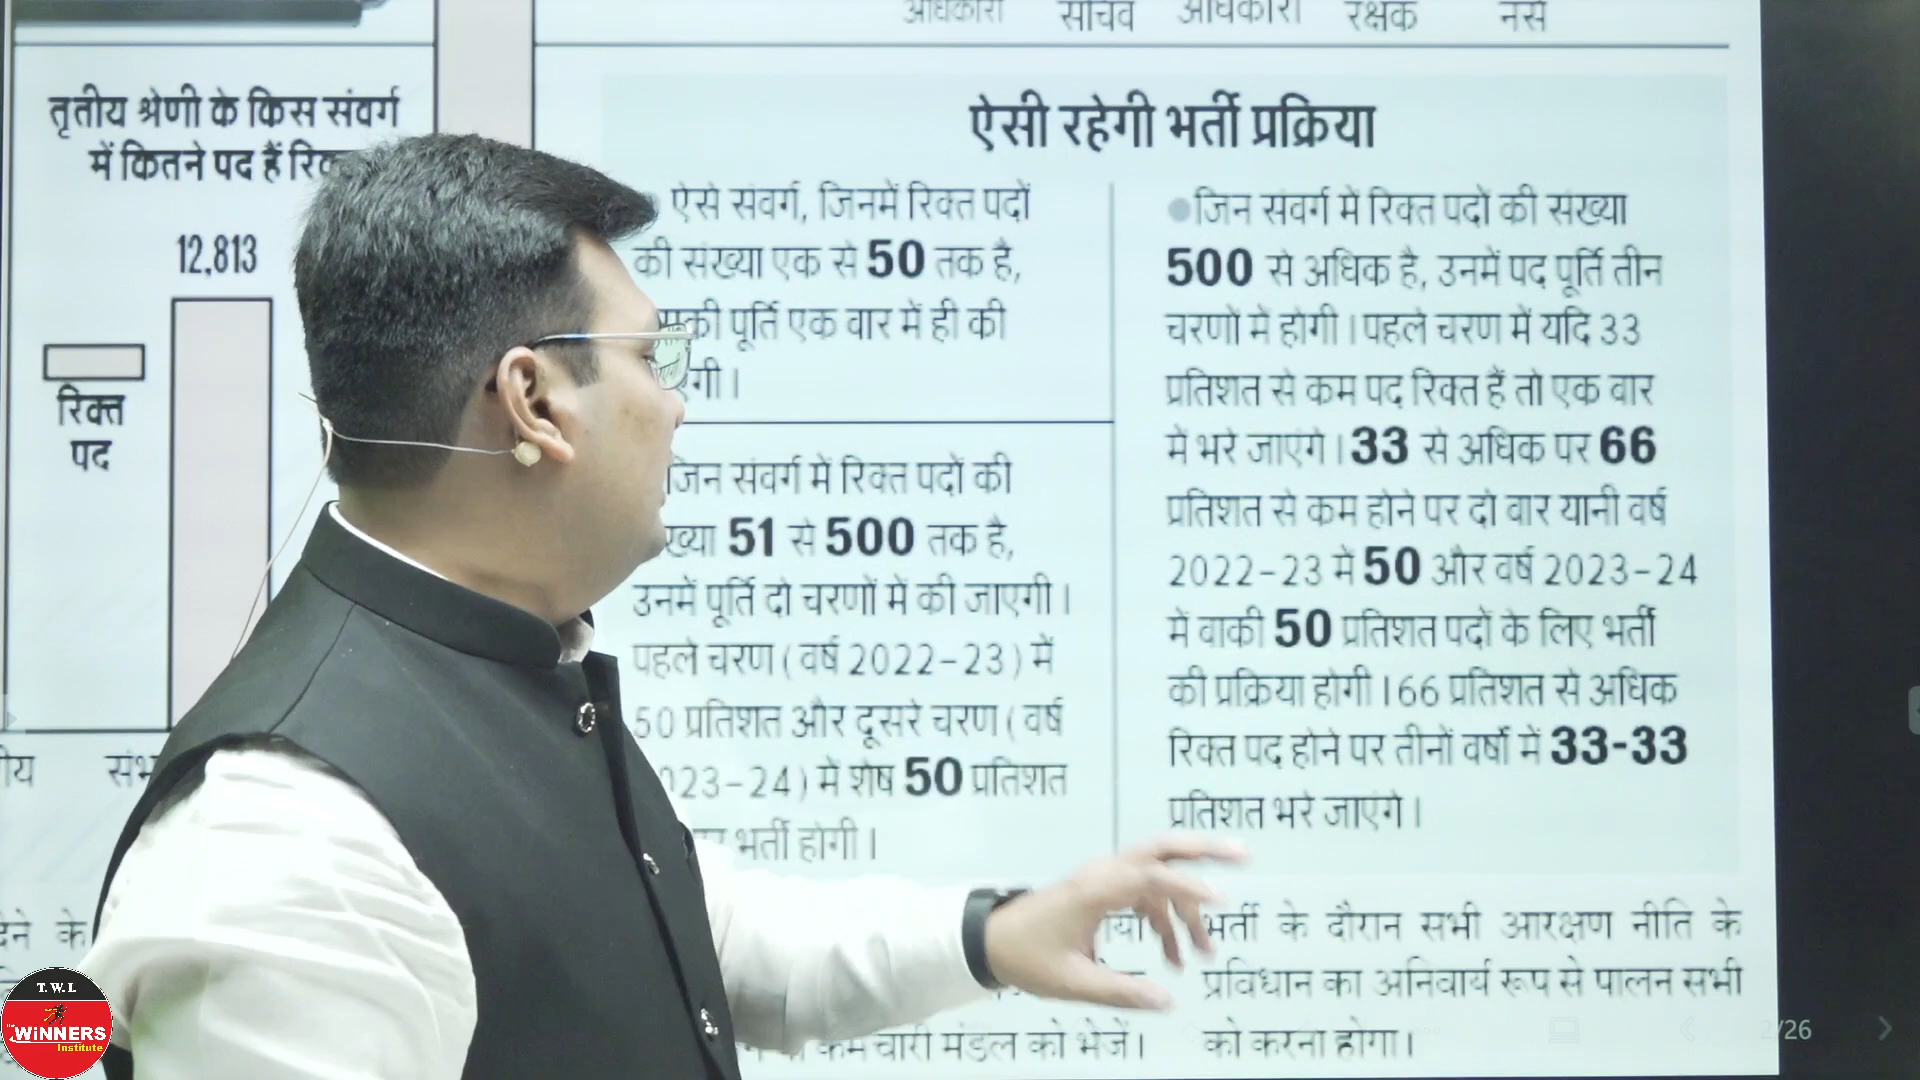 अधिकारी सचिव अधिकारी रक्षक नर्स
तृतीय श्रेणी के किस संवर्ग
में कितने पद हैं
12,813
रिक्त
पद
ऐसी रहेगी भर्ती प्रक्रिया
ऐसे संवर्ग, जिनमें रिक्त पदों
की संख्या एक से 50 तक है,
पूर्ति एक बार में ही की
जिन संवर्ग में रिक्त पदों की
51 से 500 तक है,
उनमें पूर्ति दो चरणों में की जाएगी।
पहले चरण (वर्ष 2022-23) में
50 प्रतिशत और दूसरे चरण (वर्ष
23-24) में शेष 50 प्रतिशत
भर्ती होगी।
जिन संवर्ग में रिक्त पदों की संख्या
500 से अधिक है, उनमें पद पूर्ति तीन
चरणों में होगी। पहले चरण में यदि 33
प्रतिशत से कम पद रिक्त हैं तो एक बार
में भरे जाएंगे। 33 से अधिक पर 66
प्रतिशत से कम होने पर दो बार यानी वर्ष
2022-23 में 50 और वर्ष 2023-24
में बाकी 50 प्रतिशत पदों के लिए भर्ती
की प्रक्रिया होगी। 66 प्रतिशत से अधिक
रिक्त पद होने पर तीनों वर्षों में 33-33
प्रतिशत भरे जाएंगे।
देने के
कर्मचारी मंडल को भेजें।
भर्ती के दौरान सभी आरक्षण नीति के
प्रविधान का अनिवार्य रूप से पालन सभी
को करना होगा।
2/26
T.W.I.
The WiNNERS
Institute